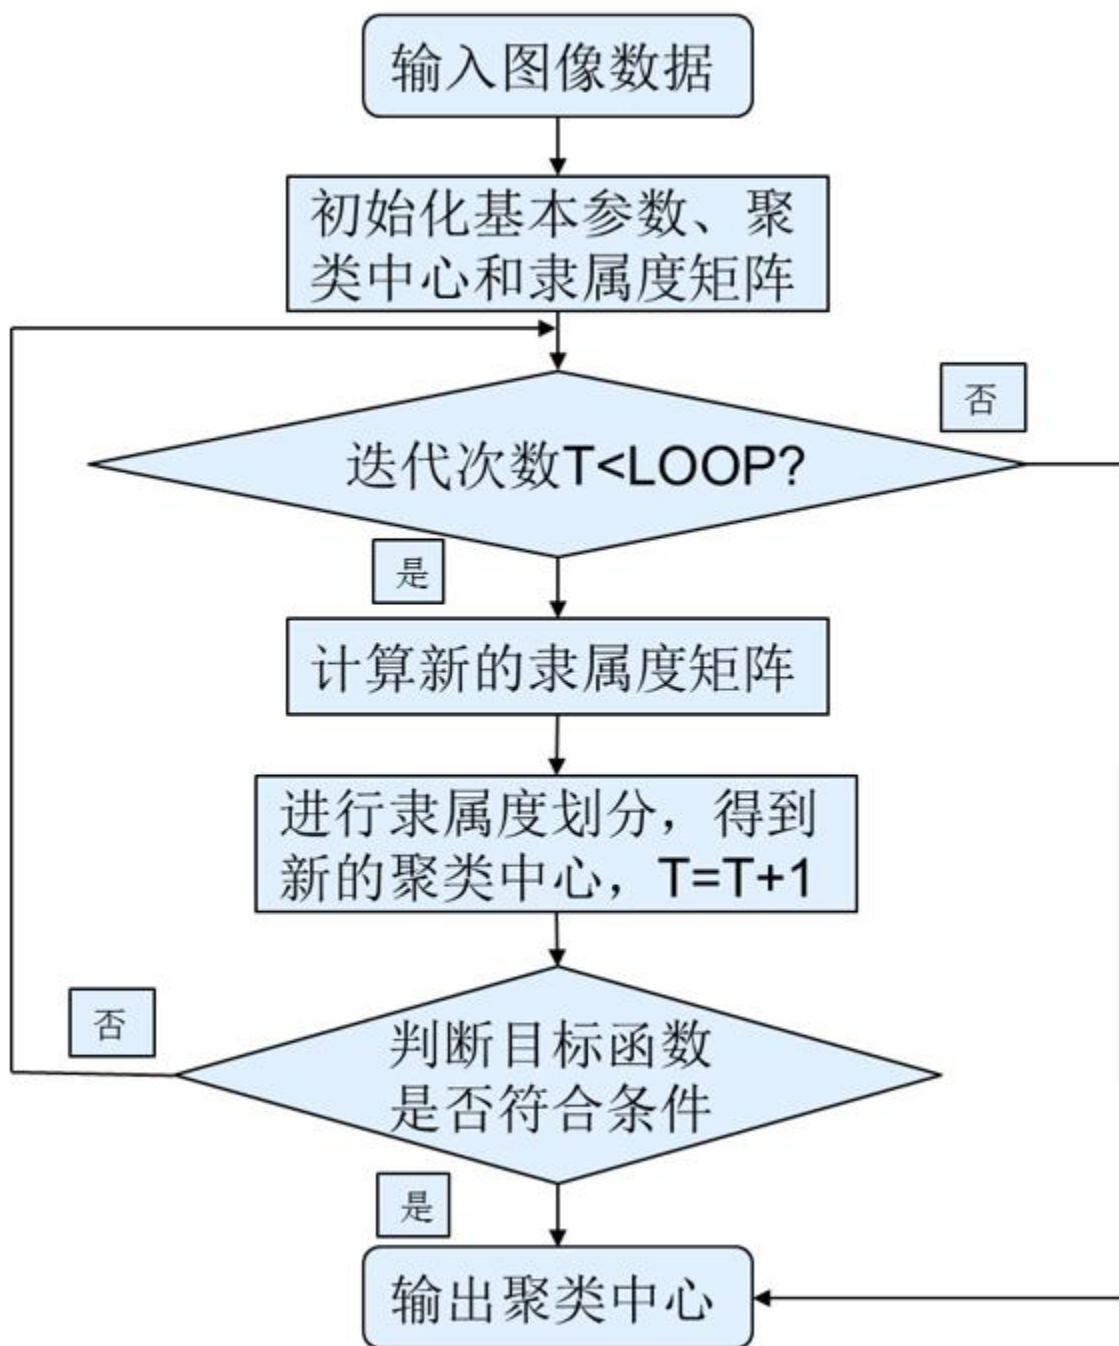 输入图像数据
初始化基本参数、聚
类中心和隶属度矩阵
否
迭代次数T<LOOP?
是
计算新的隶属度矩阵
进行隶属度划分，得到
新的聚类中心，T=T+1
否
判断目标函数
是否符合条件
是
输出聚类中心